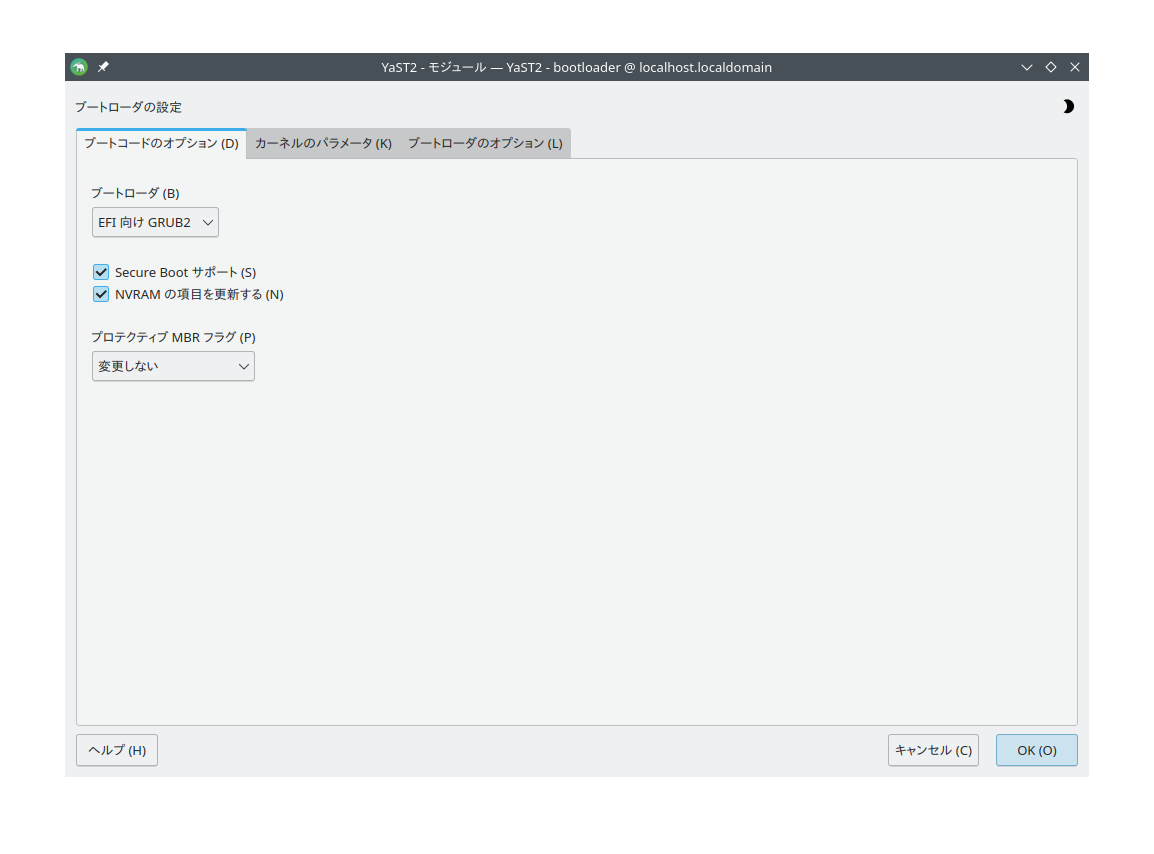 YaST2 - モジュール — YaST2 - bootloader @ localhost.localdomain
ブートローダの設定
ブートコードのオプション (D) カーネルのパラメータ (K) ブートローダのオプション (L)
ブートローダ (B)
EFI 向け GRUB2
Secure Boot サポート (S)
NVRAM の項目を更新する (N)
プロテクティブ MBR フラグ (P)
変更しない
ヘルプ (H) キャンセル (C) OK (O)